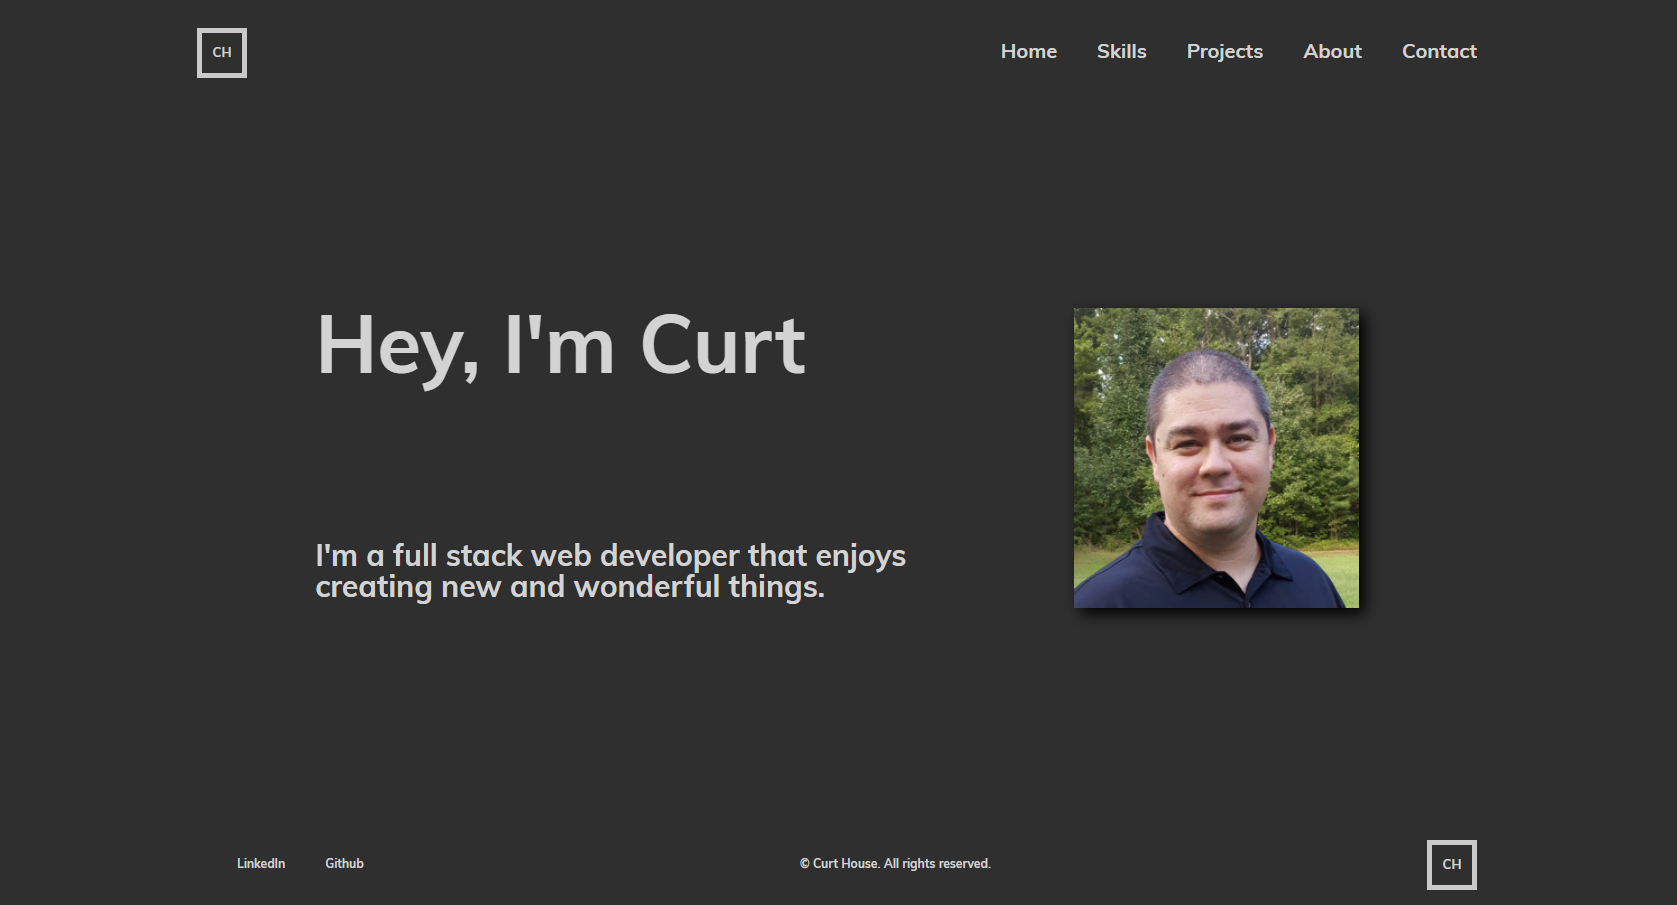 CH
Home Skills Projects About Contact
Hey, I'm Curt
I'm a full stack web developer that enjoys
creating new and wonderful things.
LinkedIn Github © Curt House. All rights reserved. CH